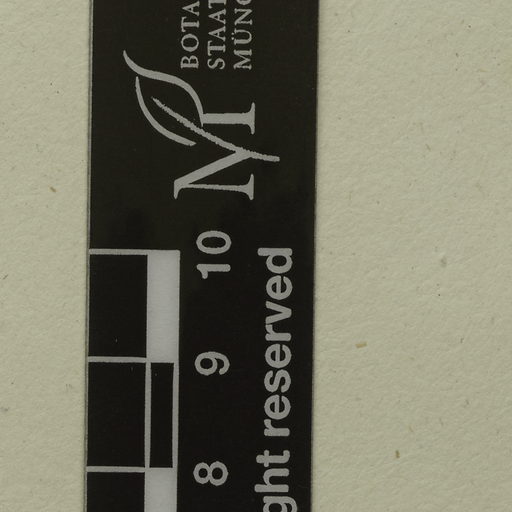 BOTA
STAAT
MÜNC
8 9 10
ght reserved